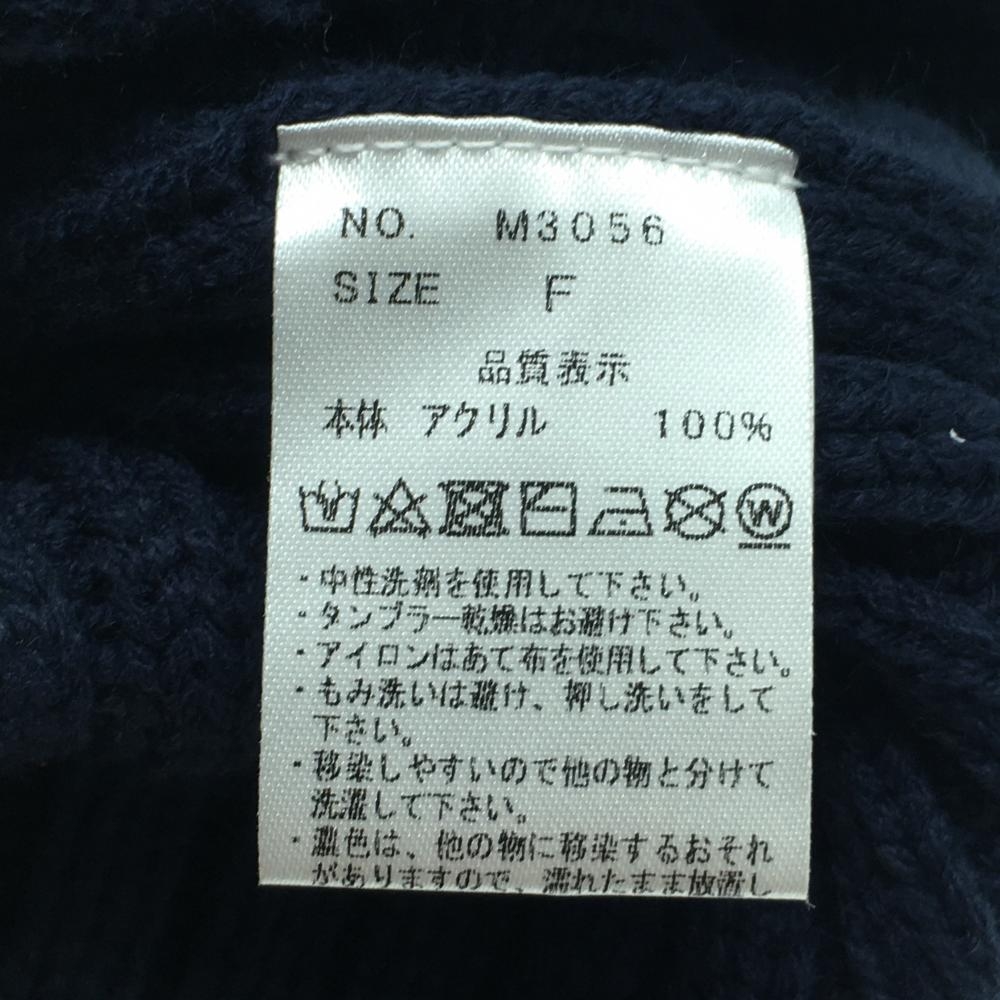 NO. M3056
SIZE F
品質表示
本体 アクリル 100%
W
・中性洗剤を使用して下さい。
・タンブラー乾燥はお避け下さい。
・アイロンはあて布を使用して下さい。
・もみ洗いは避け、押し洗いをして
下さい。
・移染しやすいので他の物と分けて
洗濯して下さい。
・濃色は、他の物に移染するおそれ
がありますので、濡れたまま放置し